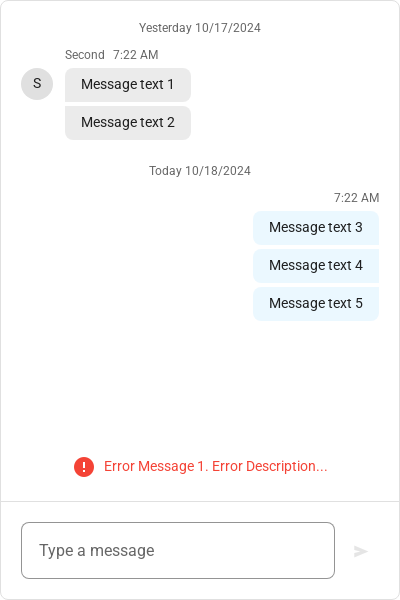 Yesterday 10/17/2024
Second 7:22 AM
S
Message text 1
Message text 2
Today 10/18/2024
7:22 AM
Message text 3
Message text 4
Message text 5
Error Message 1. Error Description...
Type a message